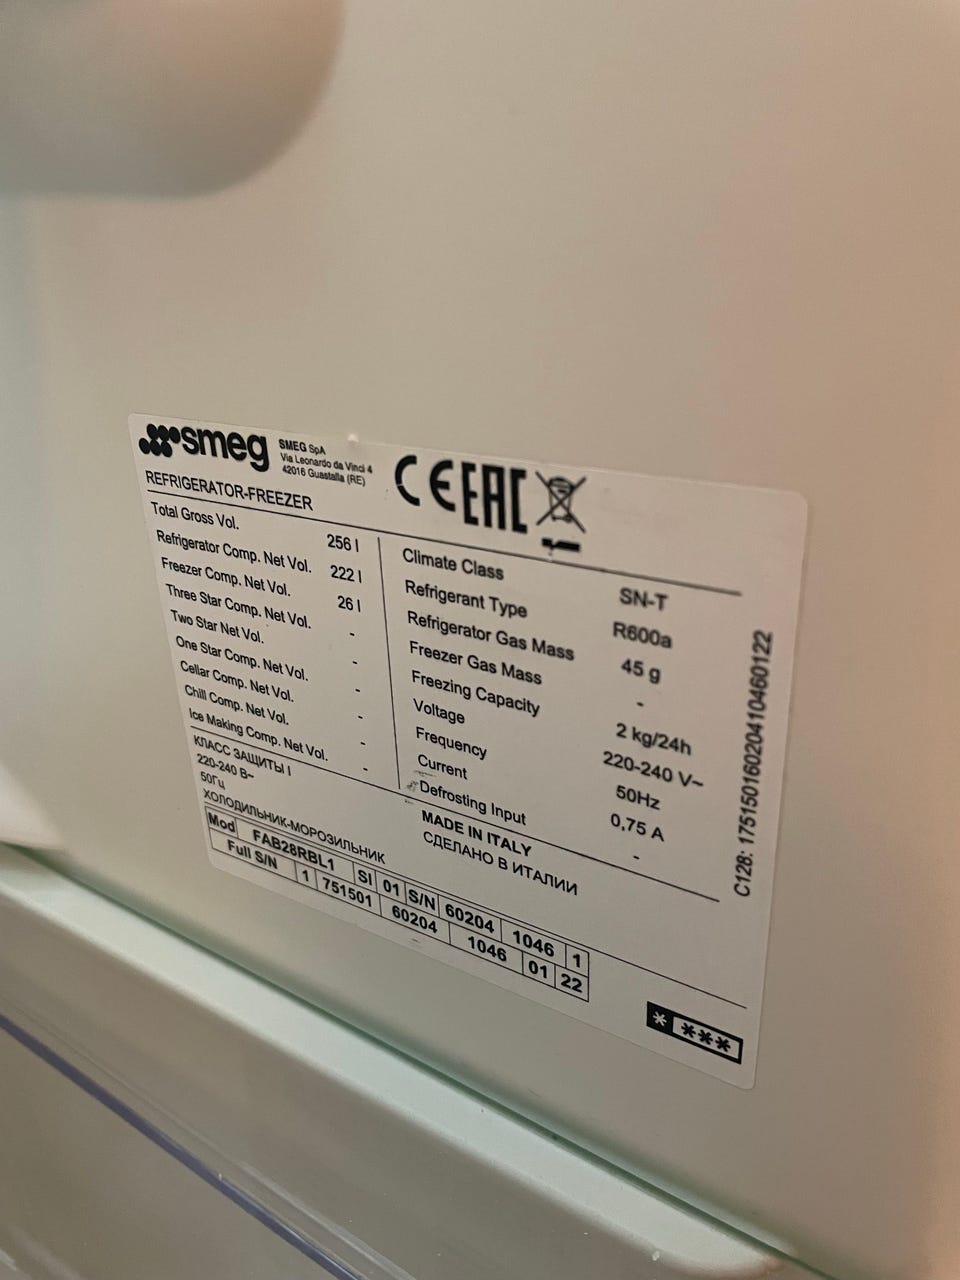 smeg
SMEG SpA
Via Leonardo da Vinci 4
42016 Guastalla (RE)
CE EAC
REFRIGERATOR-FREEZER
Total Gross Vol. 256 l
Refrigerator Comp. Net Vol. 222 l
Freezer Comp. Net Vol. 26 l
Three Star Comp. Net Vol. -
Two Star Net Vol. -
One Star Comp. Net Vol. -
Cellar Comp. Net Vol. -
Chill Comp. Net Vol. -
Ice Making Comp. Net Vol. -
Climate Class SN-T
Refrigerant Type R600a
Refrigerator Gas Mass 45 g
Freezer Gas Mass -
Freezing Capacity 2 kg/24h
Voltage 220-240 V~
Frequency 50Hz
Current 0,75 A
Defrosting Input -
КЛАСС ЗАЩИТЫ I
220-240 В~
50Гц
ХОЛОДИЛЬНИК-МОРОЗИЛЬНИК
MADE IN ITALY
СДЕЛАНО В ИТАЛИИ
Mod FAB28RBL1 SI 01 S/N 60204 1046 1
Full S/N 1 751501 60204 1046 01 22
C128: 17515016020410460122
* ***